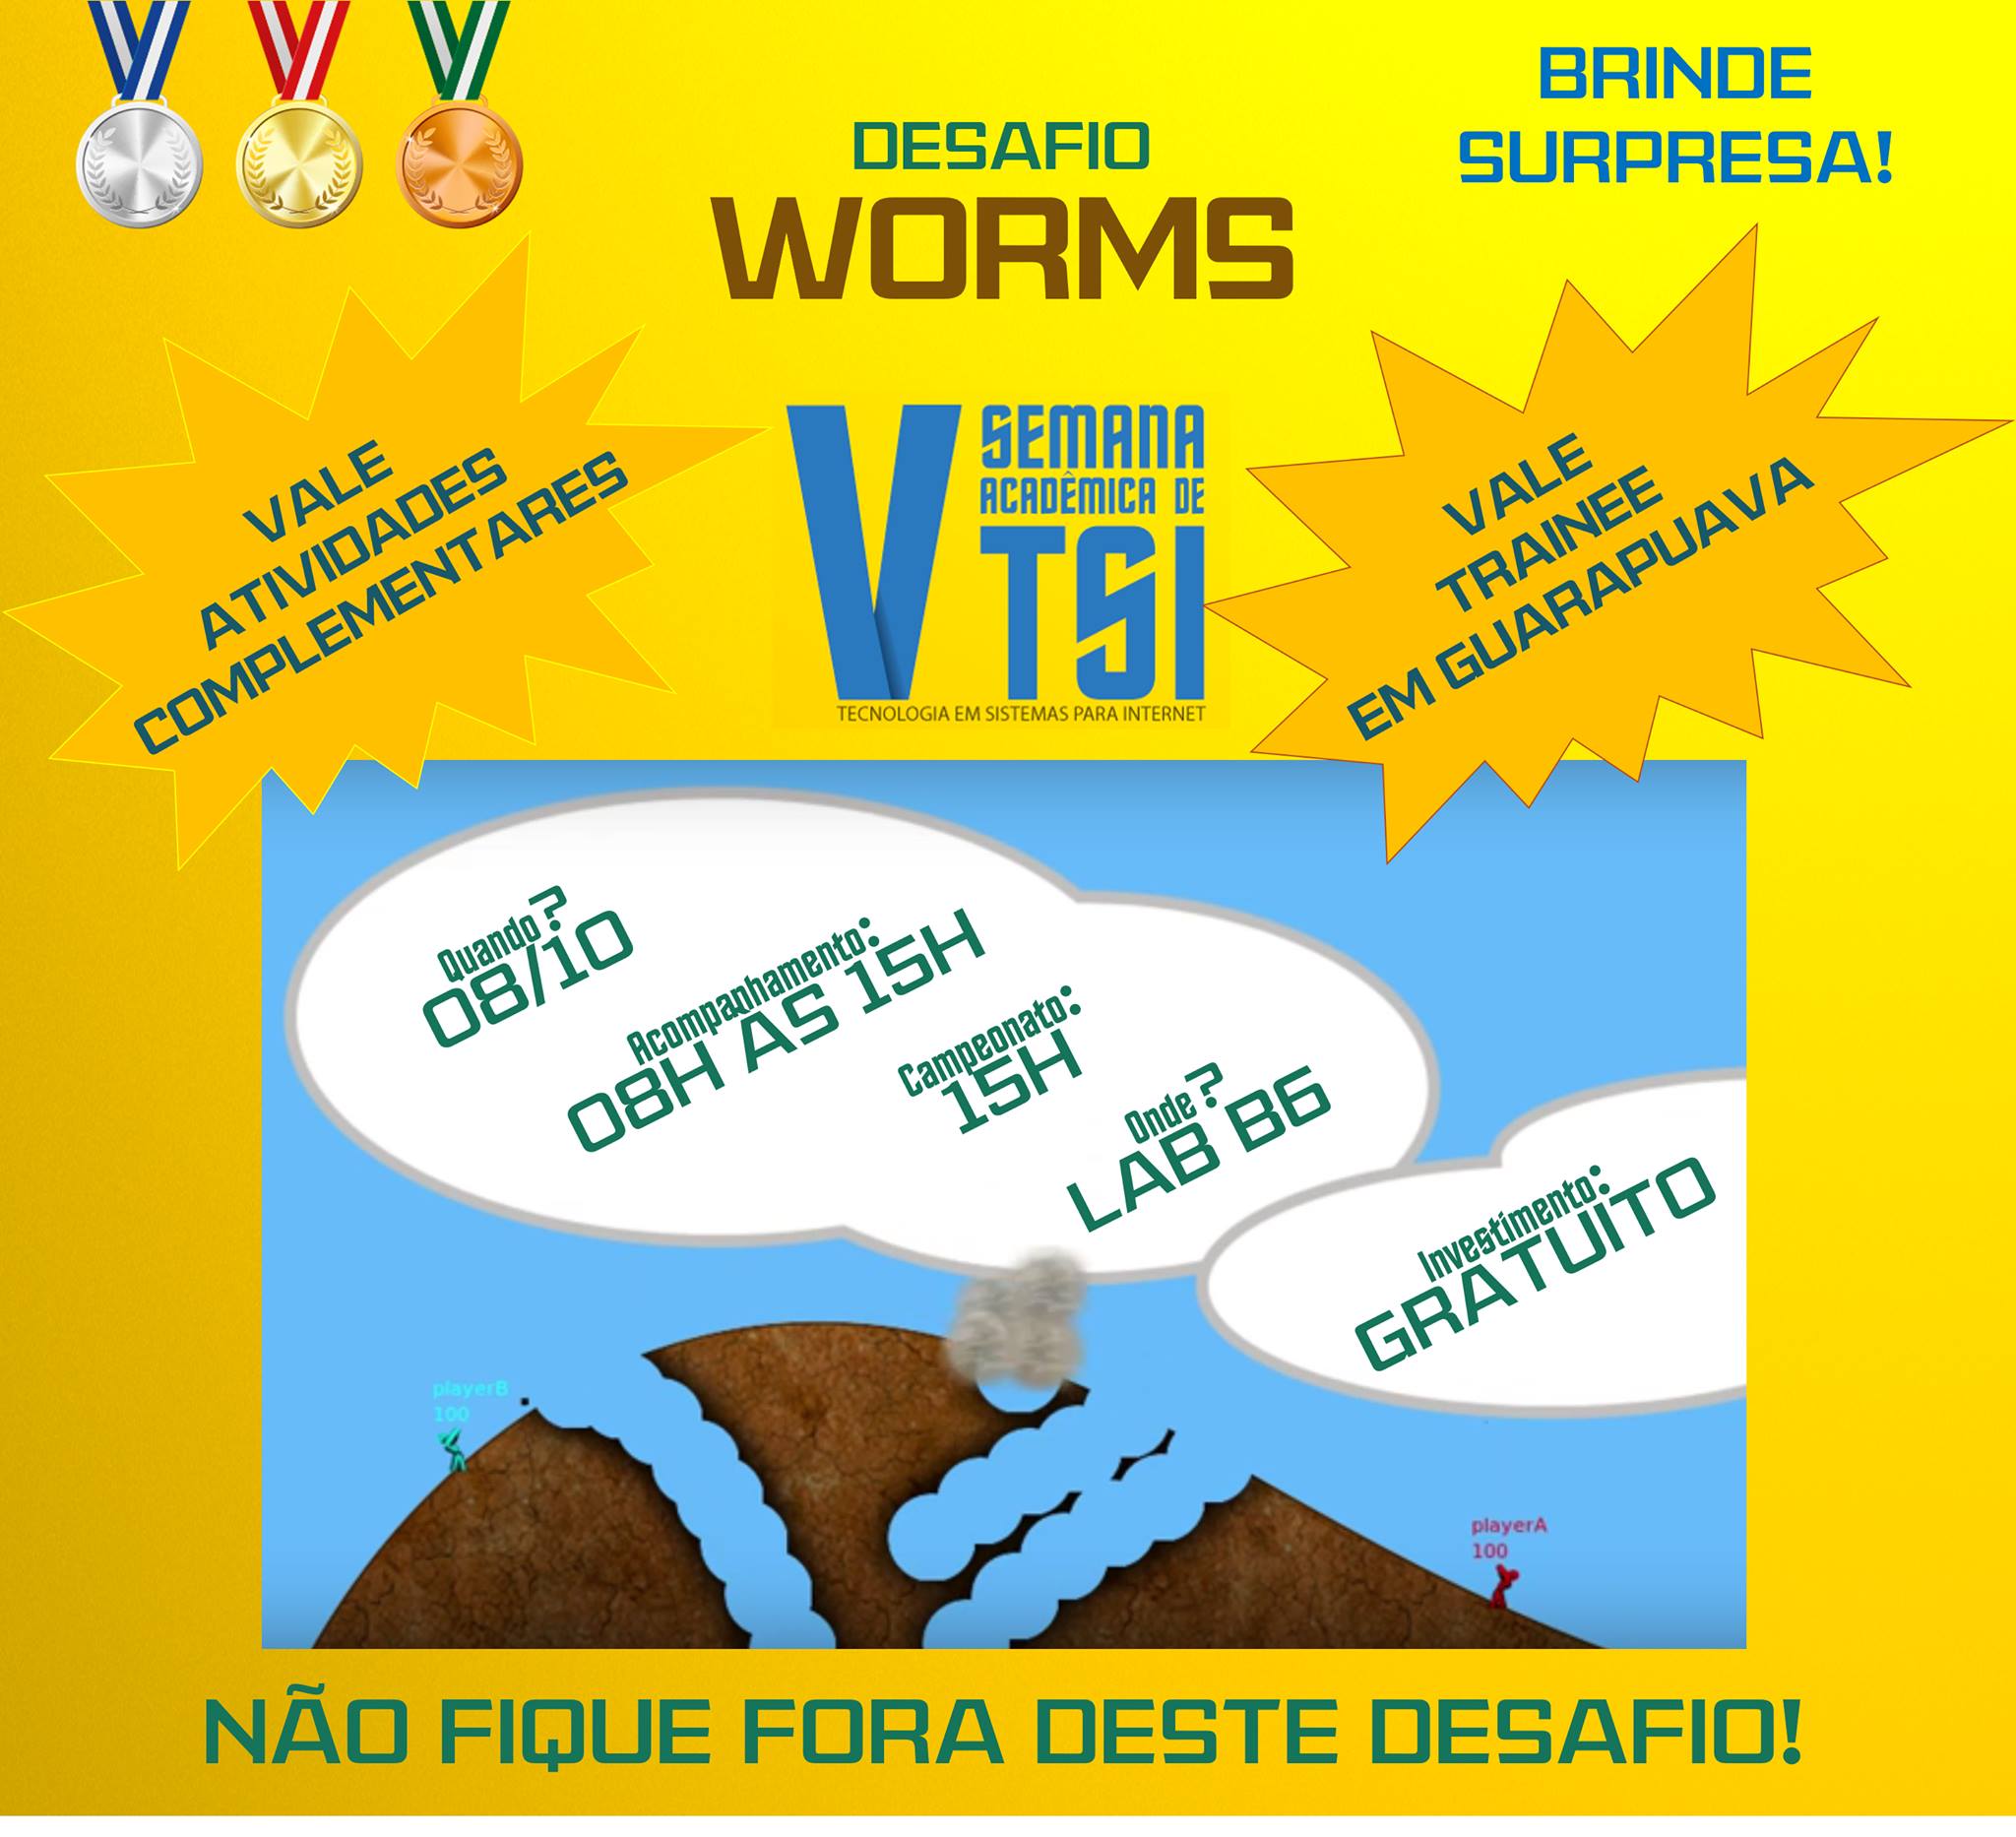 BRINDE
SURPRESA!
DESAFIO
WORMS
VALE
ATIVIDADES
COMPLEMENTARES
V SEMANA
ACADÊMICA DE
TSI
TECNOLOGIA EM SISTEMAS PARA INTERNET
VALE
TRAINEE
EM GUARAPUAVA
Quando?
08/10
Acompanhamento:
08H AS 15H
Campeonato:
15H
Onde?
LAB B6
Investimento:
GRATUITO
playerB
100
playerA
100
NÃO FIQUE FORA DESTE DESAFIO!